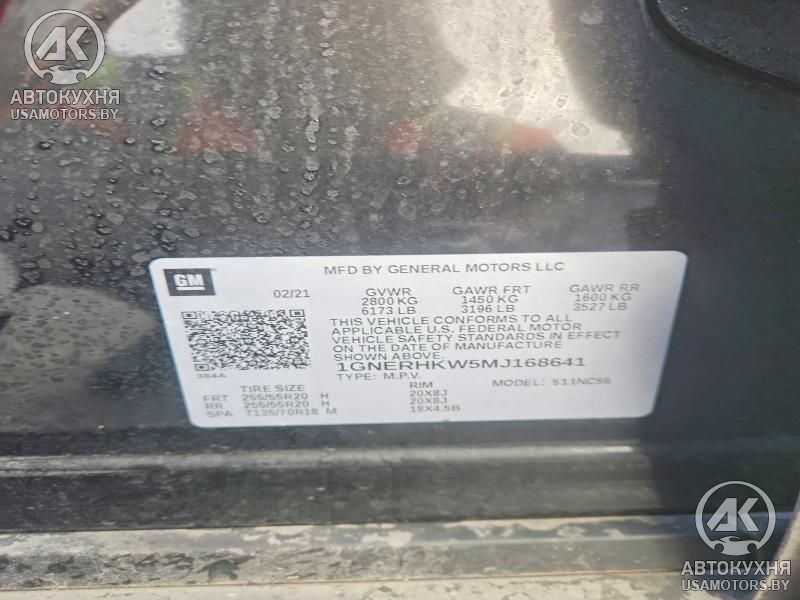 AK
АВТОКУХНЯ
USAMOTORS.BY
GM
MFD BY GENERAL MOTORS LLC
02/21
GVWR GAWR FRT GAWR RR
2800 KG 1450 KG 1600 KG
6173 LB 3196 LB 3527 LB
THIS VEHICLE CONFORMS TO ALL
APPLICABLE U.S. FEDERAL MOTOR
VEHICLE SAFETY STANDARDS IN EFFECT
ON THE DATE OF MANUFACTURE
SHOWN ABOVE.
384A
1GNERHKW5MJ168641
TYPE: M.P.V. MODEL: 511NC56
TIRE SIZE RIM
FRT 255/55R20 H 20X8J
RR 255/55R20 H 20X8J
SPA T135/70R18 M 18X4.5B
AK
АВТОКУХНЯ
USAMOTORS.BY